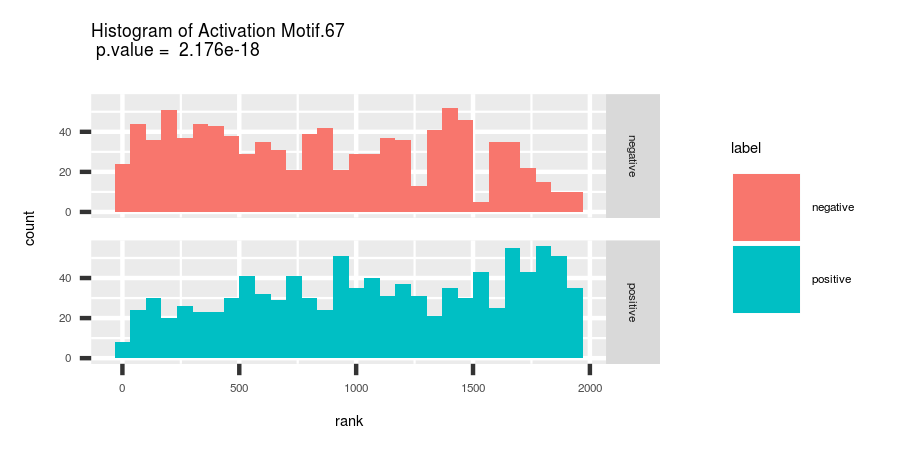 Histogram of Activation Motif.67
p.value = 2.176e-18
count
40
20
0
negative
40
20
0
positive
0 500 1000 1500 2000
rank
label
negative
positive